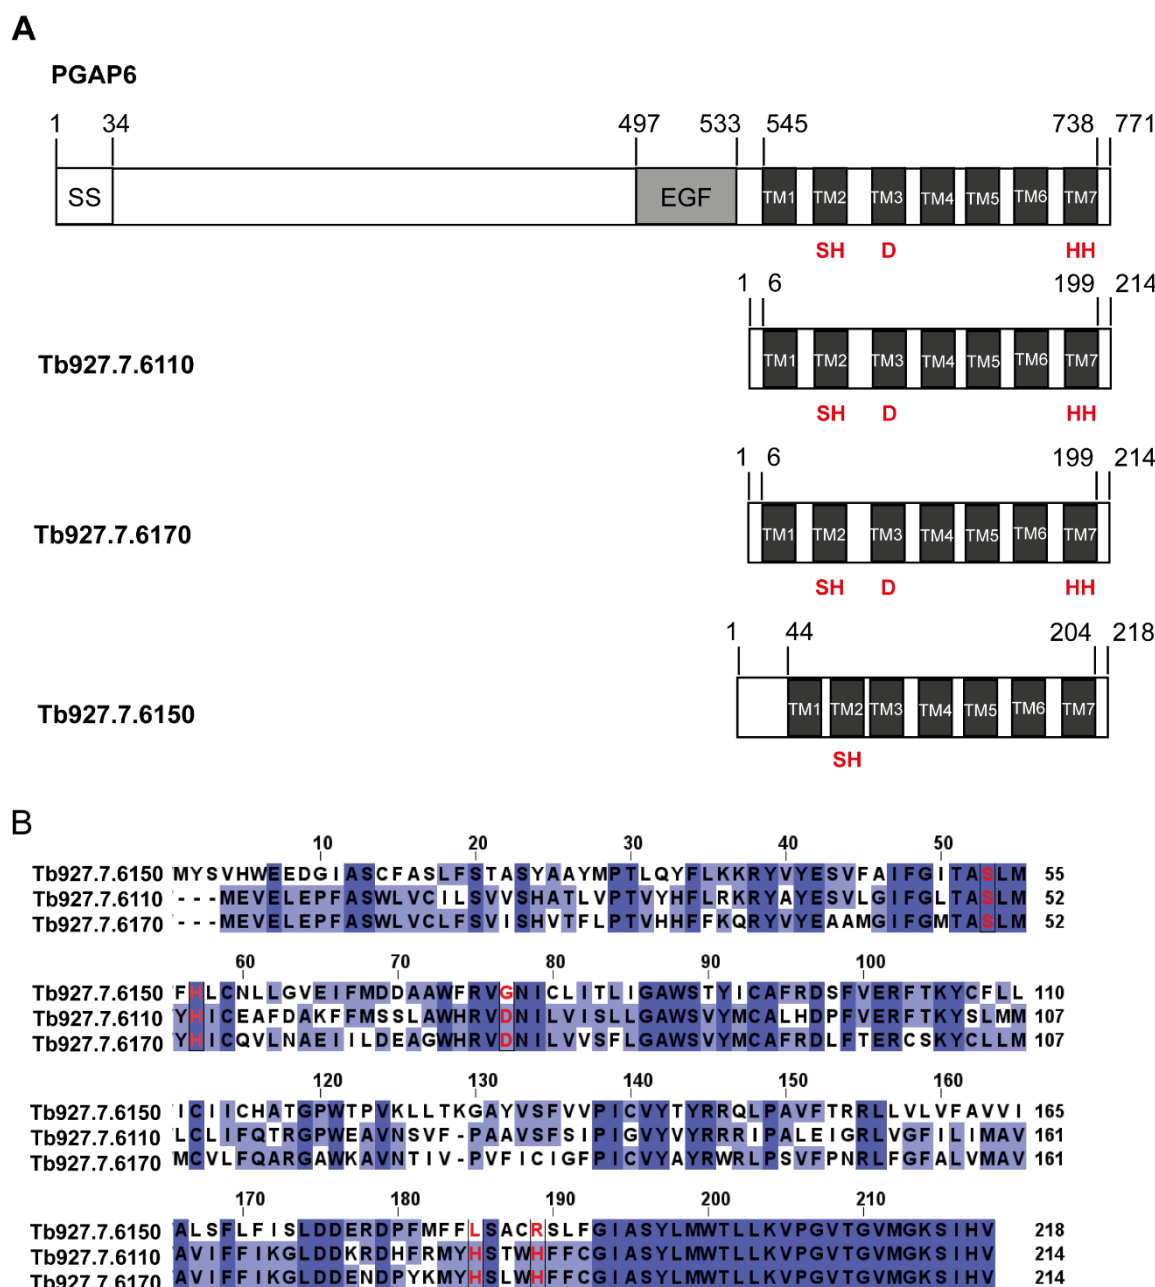 A
PGAP6
1 34 497 533 545 738 771
SS EGF TM1 TM2 TM3 TM4 TM5 TM6 TM7
SH D HH
1 6 199 214
Tb927.7.6110 TM1 TM2 TM3 TM4 TM5 TM6 TM7
SH D HH
1 6 199 214
Tb927.7.6170 TM1 TM2 TM3 TM4 TM5 TM6 TM7
SH D HH
1 44 204 218
Tb927.7.6150 TM1 TM2 TM3 TM4 TM5 TM6 TM7
SH
B
10 20 30 40 50
Tb927.7.6150 MYSVHWEEDGIASCFASLFSTASYAAYMPTLQYFLKKRYVYESVFAIFGITASLM 55
Tb927.7.6110 ---MEVELEPFASWLVCILSVVSHATLVPTVYHFLRKRYAYESVLGIFGLTASLM 52
Tb927.7.6170 ---MEVELEPFASWLVCLFSVISHVTFLPTVHHFFKQRYVYEAAMGIFGMTASLM 52
60 70 80 90 100
Tb927.7.6150 FHLCNLLGVEIFMDDAAWFRVGNICLITLIGAWSTYICAFRDSFVERFTKYCFLL 110
Tb927.7.6110 YHICEAFDAKFFMSSLAWHRVDNILVISLLGAWSVYMCALHDPFVERFTKYSLMM 107
Tb927.7.6170 YHICQVLNAEIILDEAGWHRVDNILVVSFLGAWSVYMCAFRDLFTERCSKYCLLM 107
120 130 140 150 160
Tb927.7.6150 ICIICHATGPWTPVKLLTKGAYVSFVVPICVYTYRRQLPAVFTRRLLVLVFAVVI 165
Tb927.7.6110 LCLIFQTRGPWEAVNSVF-PAAVSFSIPIGVYVYRRRIPALEIGRLVGFILIMAV 161
Tb927.7.6170 MCVLFQARGAWKAVNTIV-PVFICIGFPICVYAYRWRLPSVFPNRLFGFALVMAV 161
170 180 190 200 210
Tb927.7.6150 ALSFLFISLDDERDPFMFFLSACRSLFGIASYLMWTLLKVPGVTGVMGKSIHV 218
Tb927.7.6110 AVIFFIKGLDDKRDHFRMYHSTWHFFCGIASYLMWTLLKVPGVTGVMGKSIHV 214
Tb927.7.6170 AVIFFIKGLDDENDPYKMYHSLWHFFCGIASYLMWTLLKVPGVTGVMGKSIHV 214